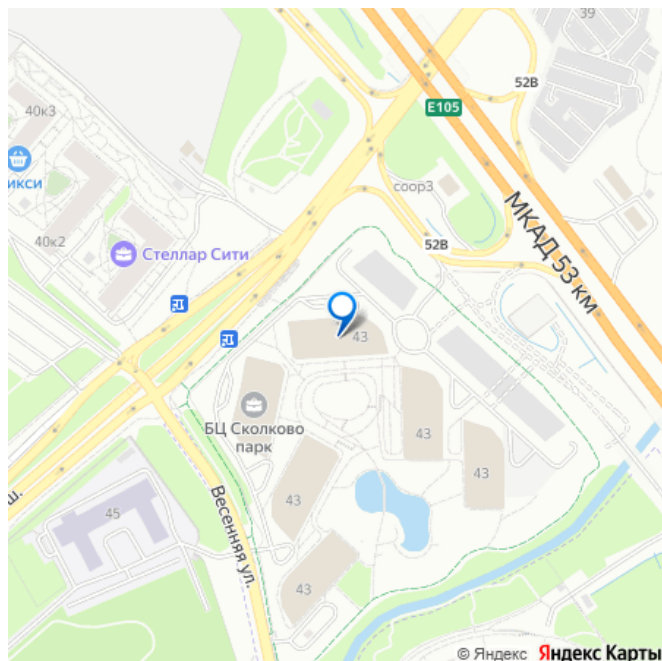 39
52В
E105
40к3
икси
соор3
МКАД 53 км
40к2
Стеллар Сити
52В
43
БЦ Сколково
парк
43
43
43
ш.
45
Весенняя ул.
43
© Яндекс Яндекс Карты